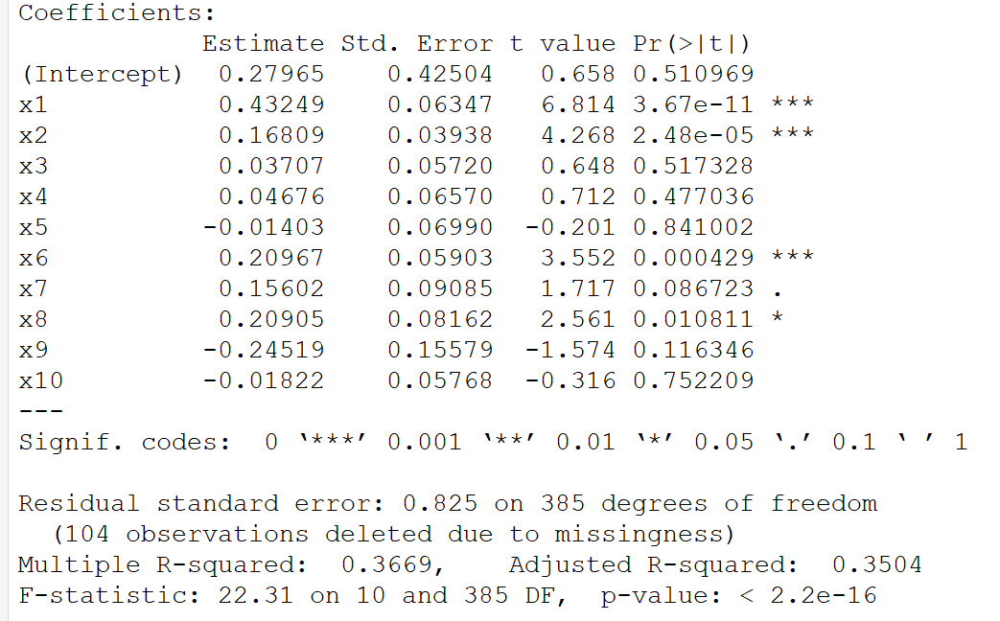 Coefficients:
            Estimate Std. Error t value Pr(>|t|)
(Intercept)  0.27965    0.42504   0.658 0.510969
x1           0.43249    0.06347   6.814 3.67e-11 ***
x2           0.16809    0.03938   4.268 2.48e-05 ***
x3           0.03707    0.05720   0.648 0.517328
x4           0.04676    0.06570   0.712 0.477036
x5          -0.01403    0.06990  -0.201 0.841002
x6           0.20967    0.05903   3.552 0.000429 ***
x7           0.15602    0.09085   1.717 0.086723 .
x8           0.20905    0.08162   2.561 0.010811 *
x9          -0.24519    0.15579  -1.574 0.116346
x10         -0.01822    0.05768  -0.316 0.752209
---
Signif. codes:  0 ‘***’ 0.001 ‘**’ 0.01 ‘*’ 0.05 ‘.’ 0.1 ‘ ’ 1
Residual standard error: 0.825 on 385 degrees of freedom
  (104 observations deleted due to missingness)
Multiple R-squared:  0.3669,    Adjusted R-squared:  0.3504
F-statistic: 22.31 on 10 and 385 DF,  p-value: < 2.2e-16